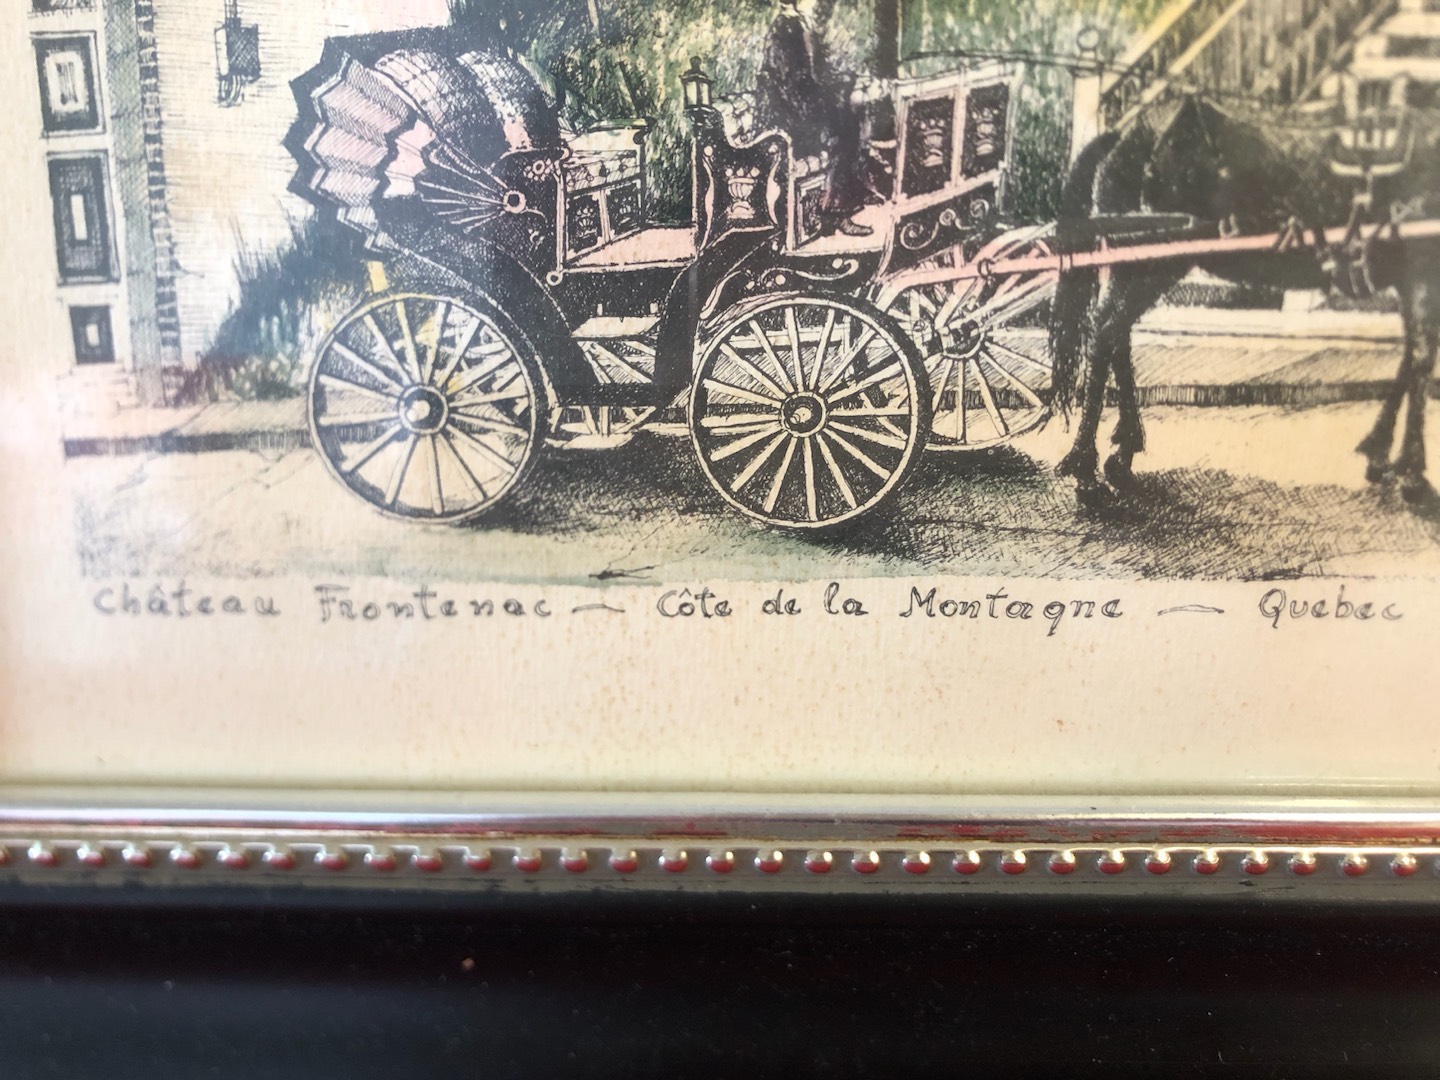 Château Frontenac — Côte de la Montagne — Quebec